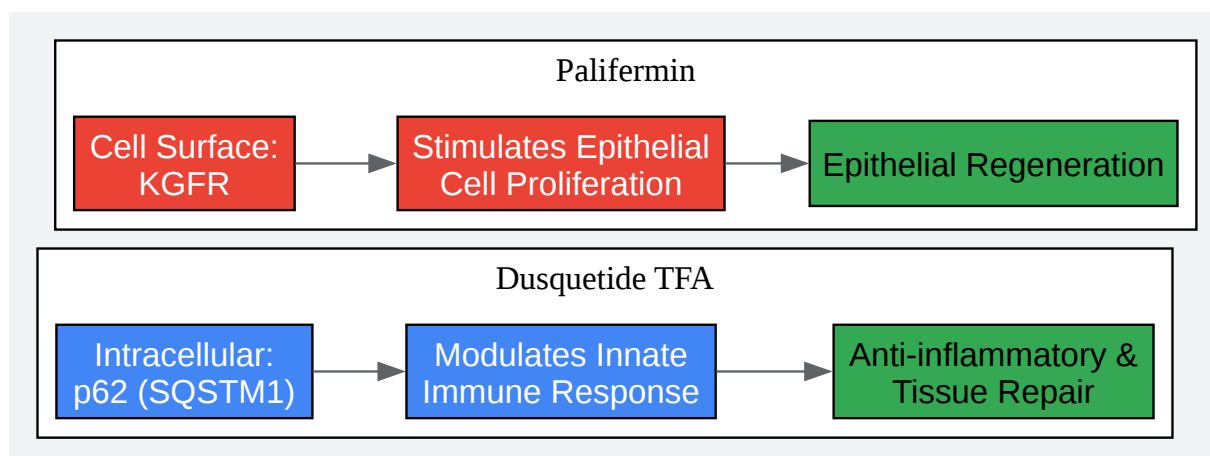 Palifermin
Cell Surface:
KGFR
Stimulates Epithelial
Cell Proliferation
Epithelial Regeneration
Dusquetide TFA
Intracellular:
p62 (SQSTM1)
Modulates Innate
Immune Response
Anti-inflammatory &
Tissue Repair